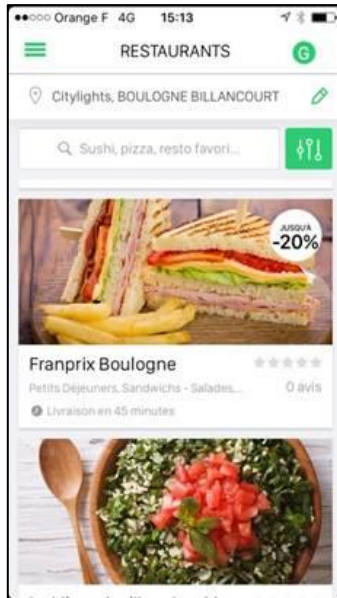 Orange F 4G 15:13
RESTAURANTS
G
Citylights, BOULOGNE BILLANCOURT
Sushi, pizza, resto favori...
JUSQU'À
-20%
Franprix Boulogne
Petits Déjeuners, Sandwichs - Salades,...
0 avis
Livraison en 45 minutes